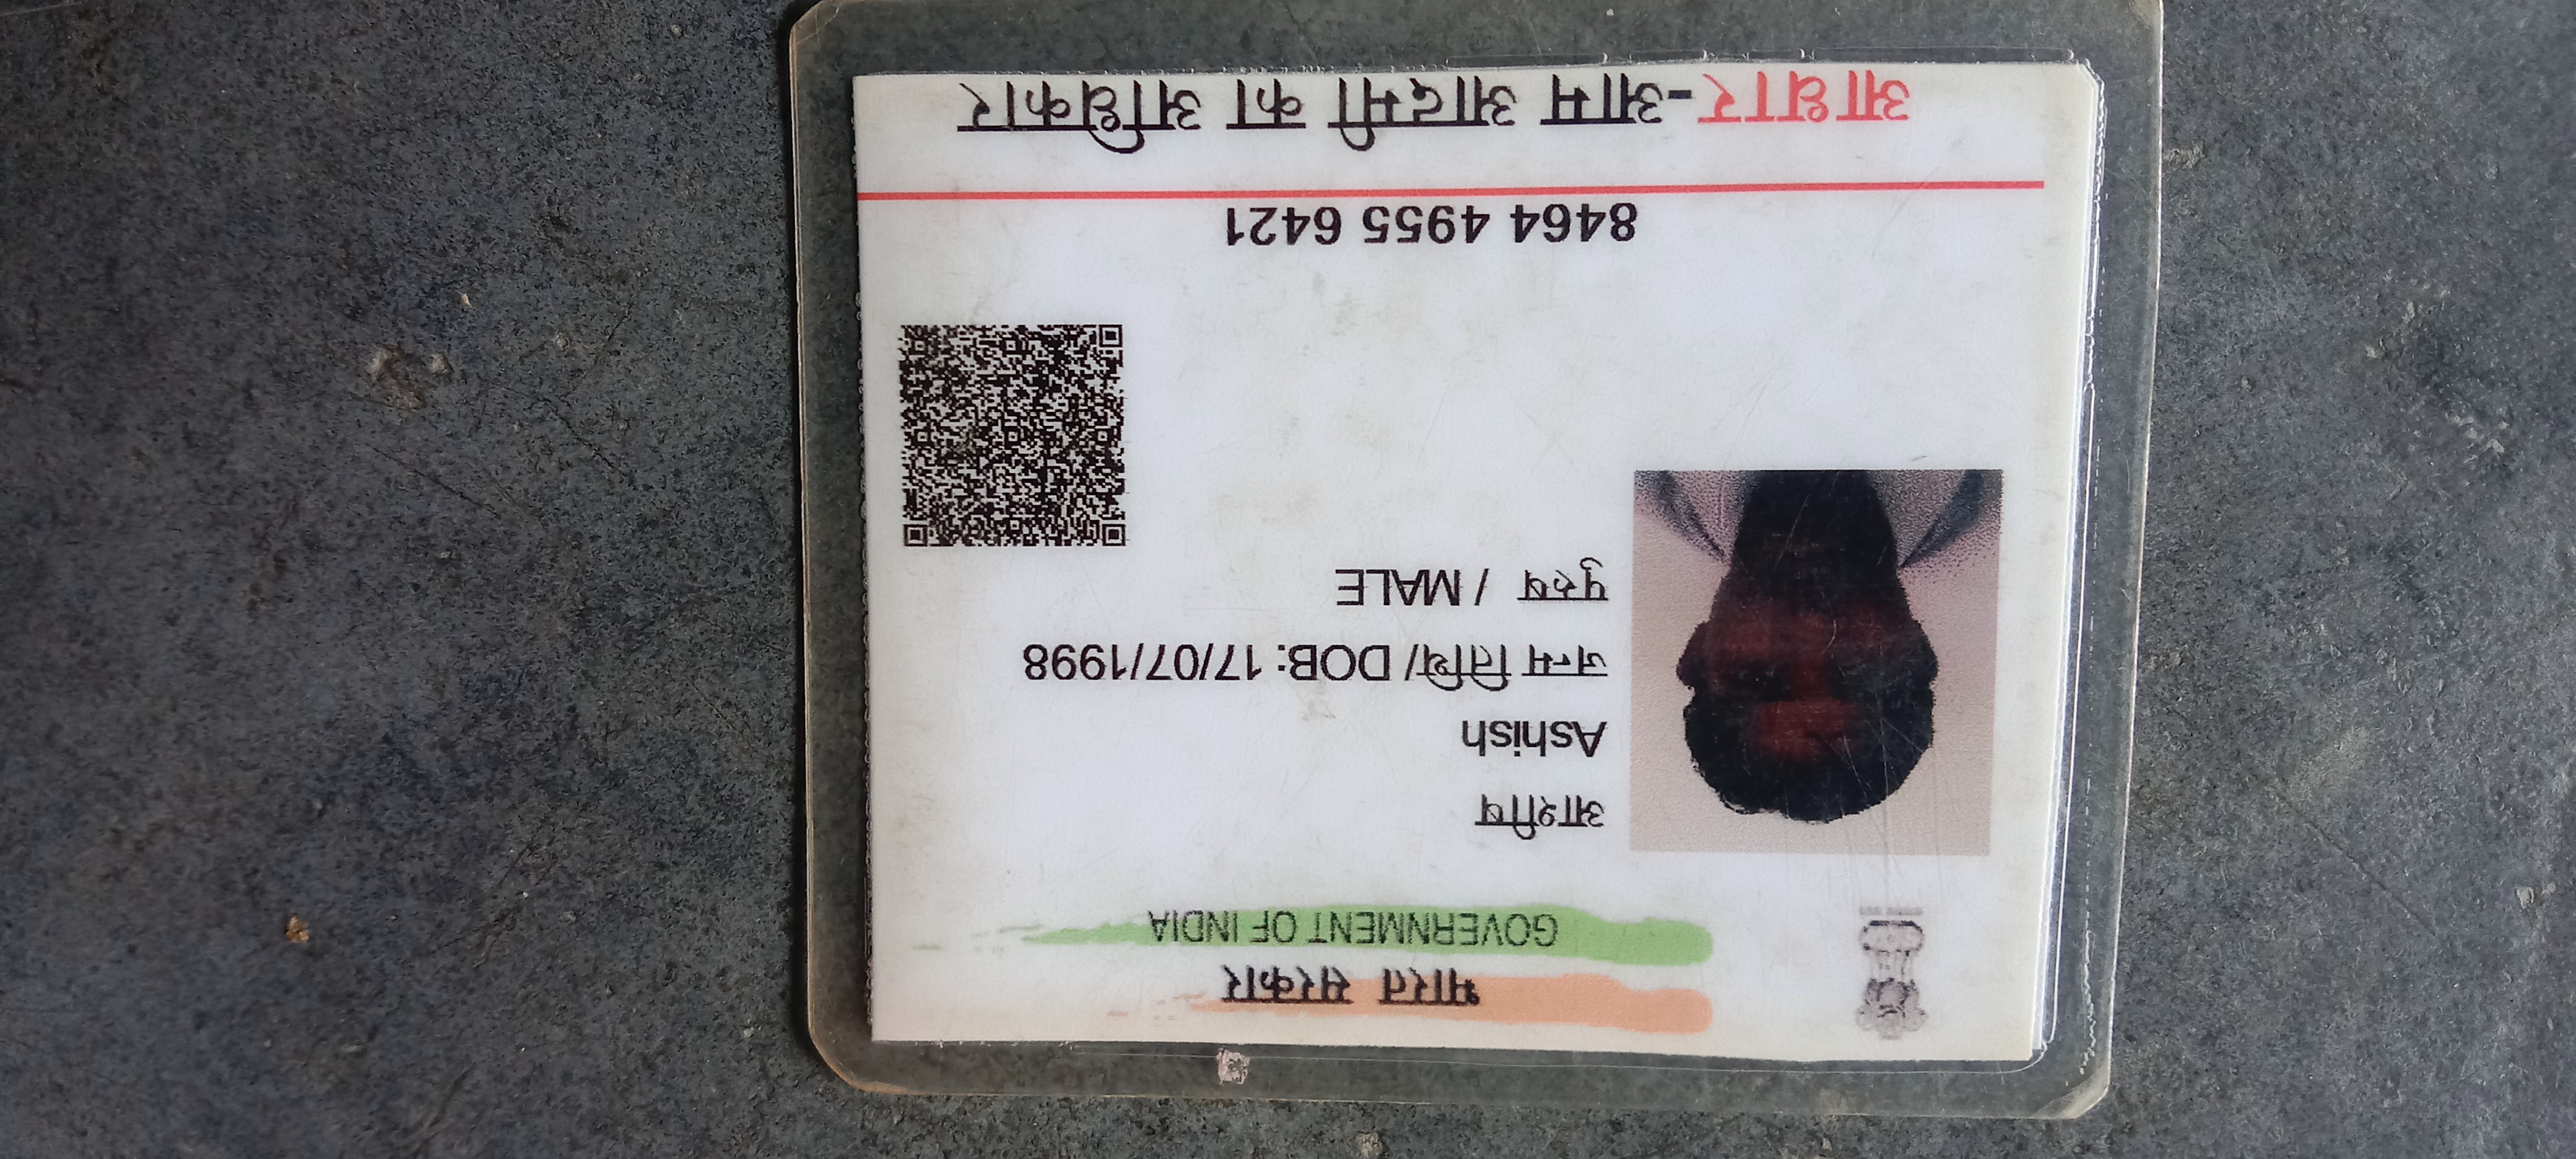 भारत सरकार
GOVERNMENT OF INDIA
आशीष
Ashish
जन्म तिथि/ DOB: 17/07/1998
पुरुष / MALE
8464 4955 6421
आधार-आम आदमी का अधिकार